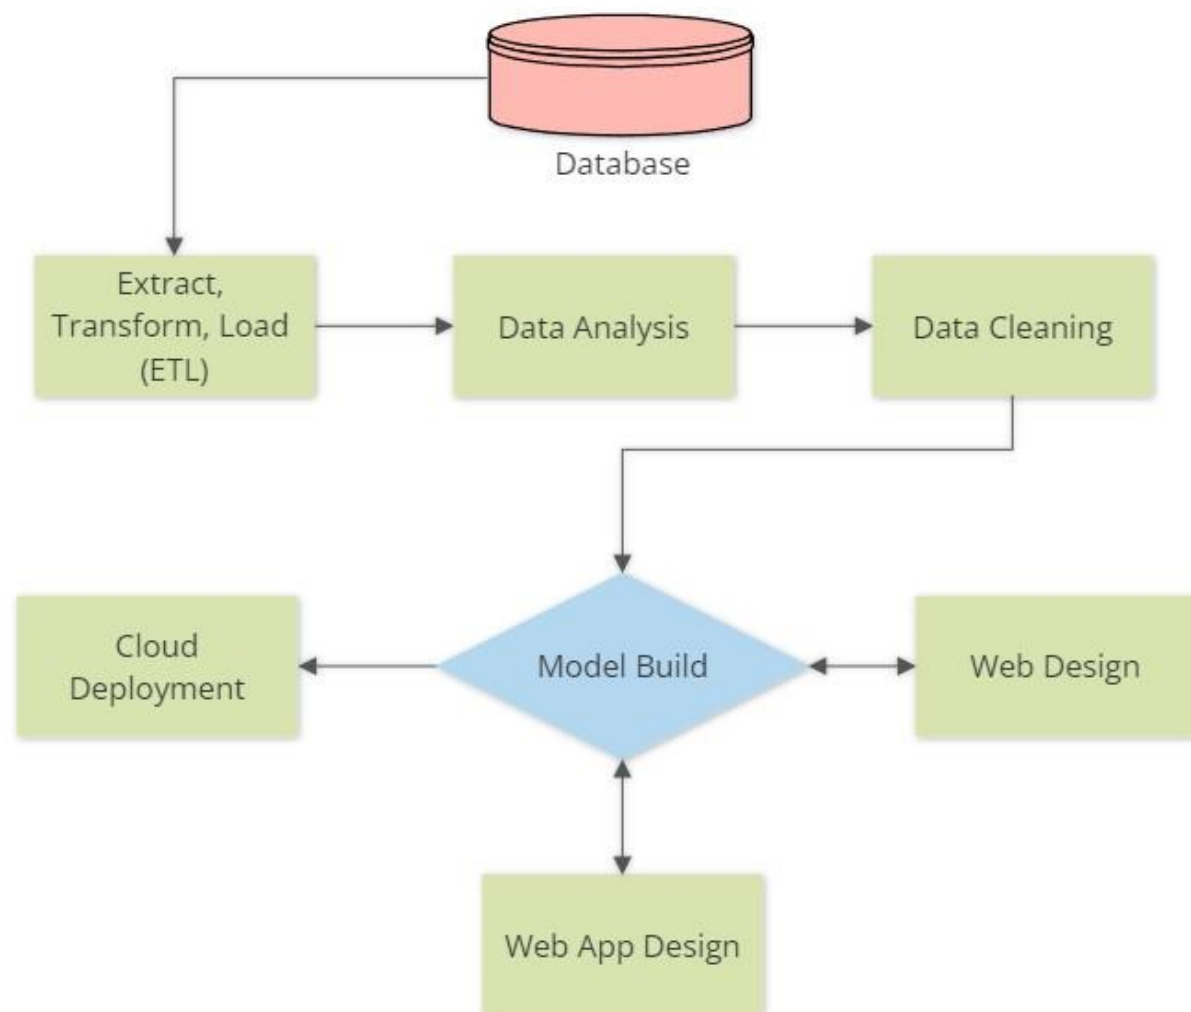 Database
Extract,
Transform, Load
(ETL)
Data Analysis
Data Cleaning
Cloud
Deployment
Model Build
Web Design
Web App Design